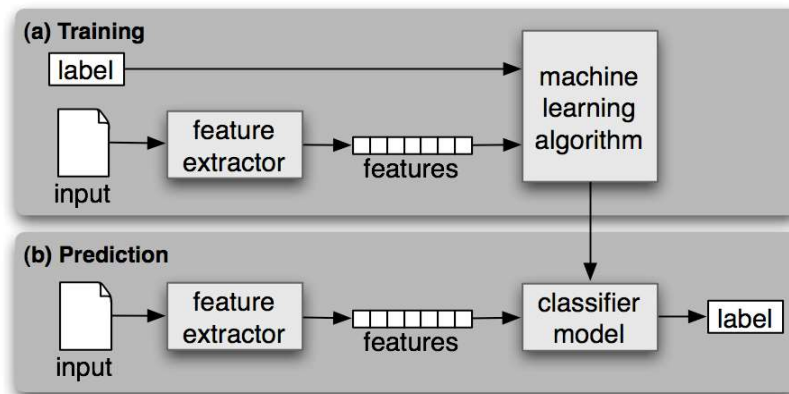 (a) Training
label
machine
learning
algorithm
feature
extractor
features
input
(b) Prediction
feature
extractor
features
input
classifier
model
label